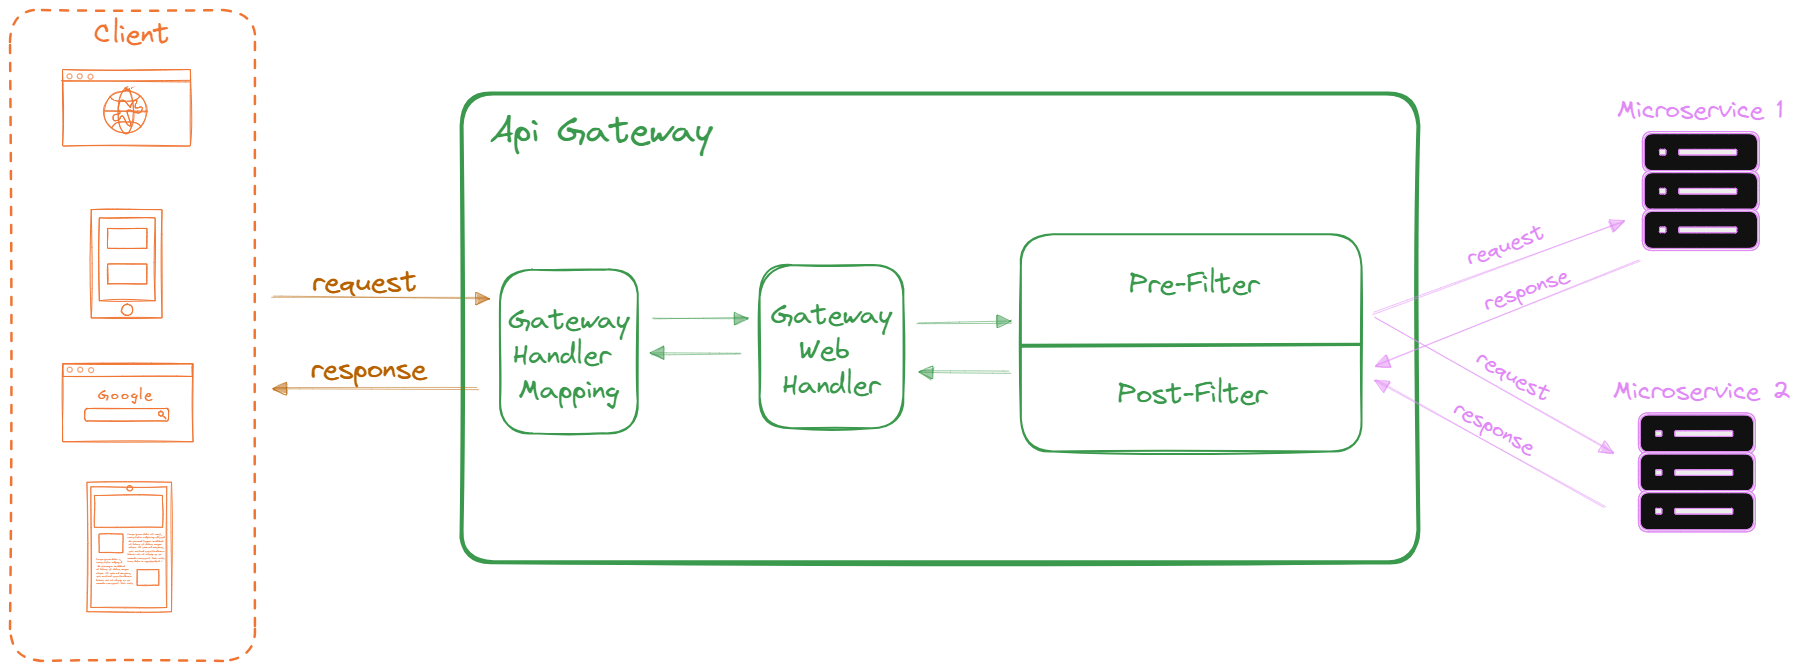 Client
Google
request
response
Api Gateway
Gateway
Handler
Mapping
Gateway
Web
Handler
Pre-Filter
Post-Filter
request
response
request
response
Microservice 1
Microservice 2